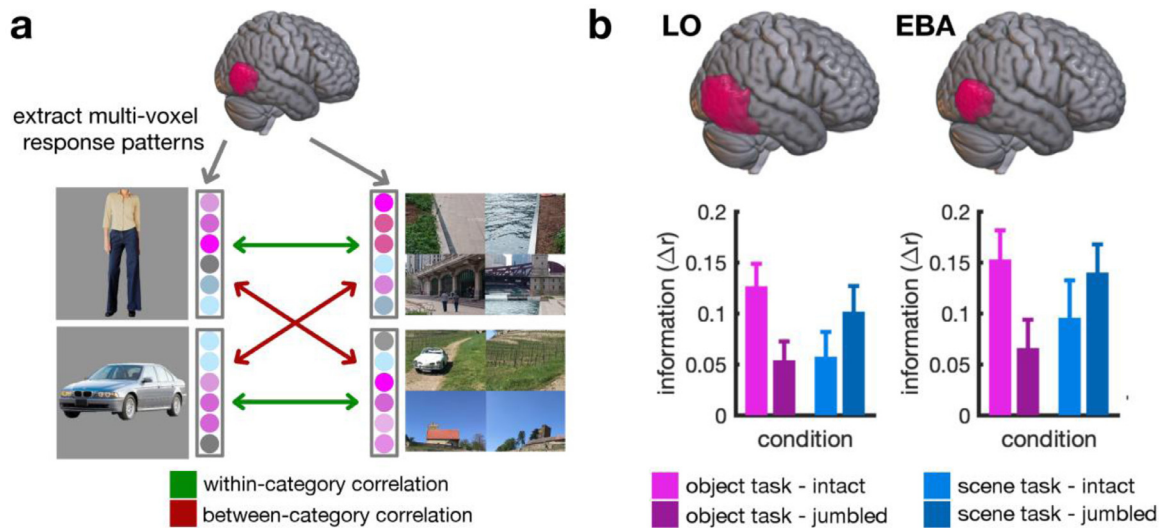 a
extract multi-voxel
response patterns
within-category correlation
between-category correlation
b
LO
EBA
information (Δr)
0.2
0.15
0.1
0.05
0
condition
information (Δr)
0.2
0.15
0.1
0.05
0
condition
object task - intact
object task - jumbled
scene task - intact
scene task - jumbled